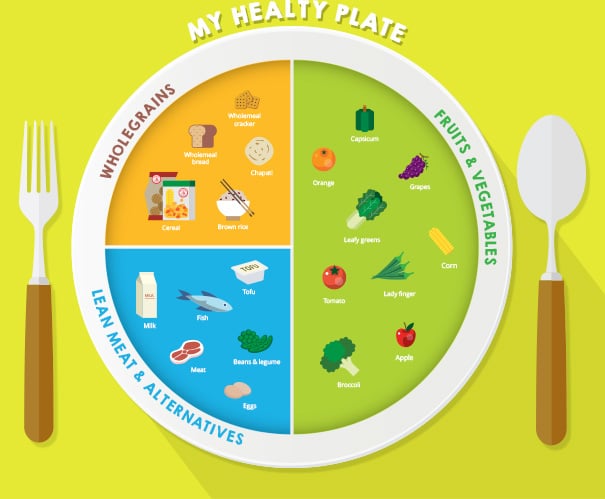 MY HEALTY PLATE
WHOLEGRAINS
Wholemeal
cracker
Wholemeal
bread
Chapati
Cereal
Brown rice
FRUITS & VEGETABLES
Capsicum
Orange
Grapes
Leafy greens
Corn
Tomato
Lady finger
Apple
Broccoli
LEAN MEAT & ALTERNATIVES
TOFU
Tofu
MILK
Milk
Fish
Meat
Beans & legume
Eggs